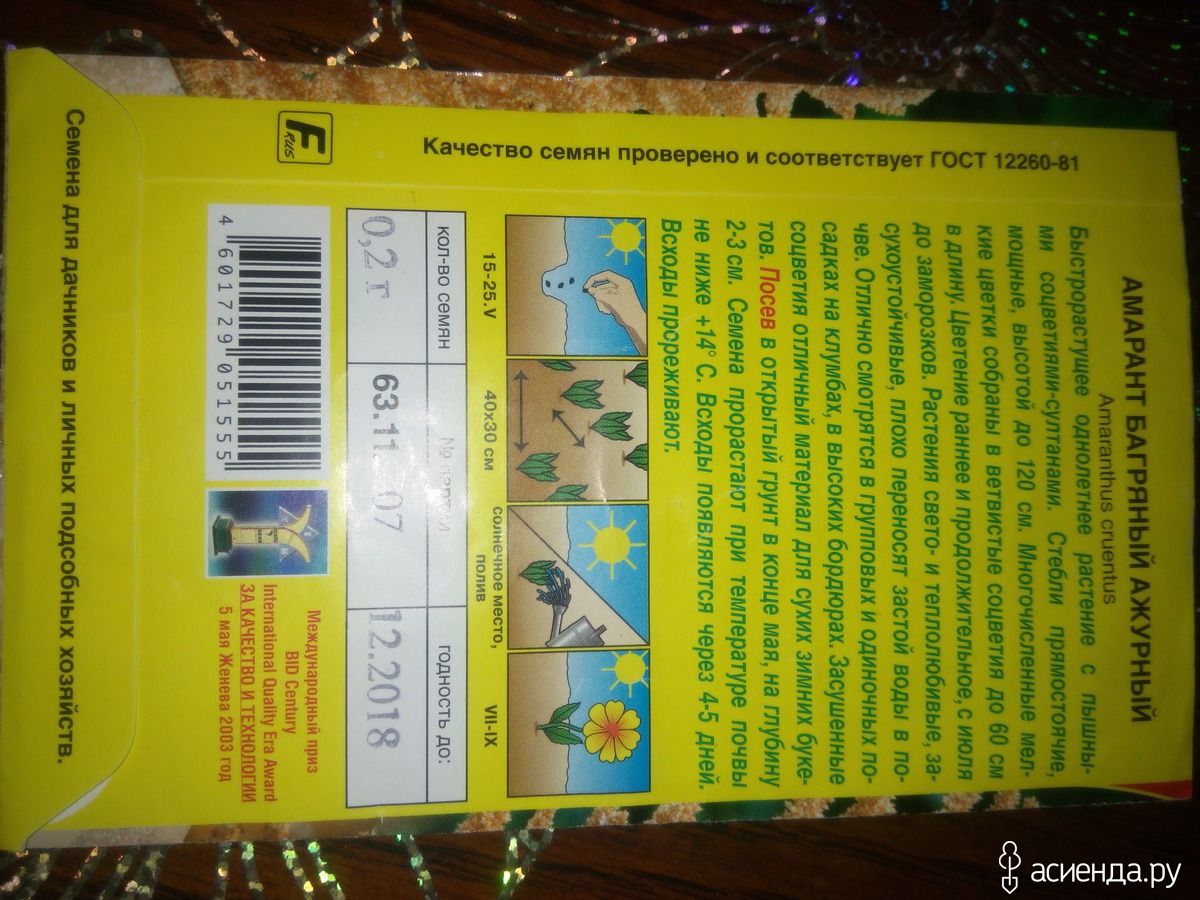 АМАРАНТ БАГРЯНЫЙ АЖУРНЫЙ
Amaranthus cruentus
Быстрорастущее однолетнее растение с пышны-
ми соцветиями-султанами. Стебли прямостоячие,
мощные, высотой до 120 см. Многочисленные мел-
кие цветки собраны в ветвистые соцветия до 60 см
в длину. Цветение раннее и продолжительное, с июля
до заморозков. Растения свето- и теплолюбивые, за-
сухоустойчивые, плохо переносят застой воды в по-
чве. Отлично смотрятся в групповых и одиночных по-
садках на клумбах, в высоких бордюрах. Засушенные
соцветия отличный материал для сухих зимних буке-
тов. Посев в открытый грунт в конце мая, на глубину
2-3 см. Семена прорастают при температуре почвы
не ниже +14° С. Всходы появляются через 4-5 дней.
Всходы прореживают.
15-25.V
40х30 см
солнечное место,
полив
VII-IX
кол-во семян
№ партии
годность до:
0,2 г
63.11 07
12.2018
4 601729 051555
Международный приз
BID Century
International Quality Era Award
ЗА КАЧЕСТВО И ТЕХНОЛОГИИ
5 мая Женева 2003 год
Семена для дачников и личных подсобных хозяйств.
F
RUS
Качество семян проверено и соответствует ГОСТ 12260-81
асиенда.ру